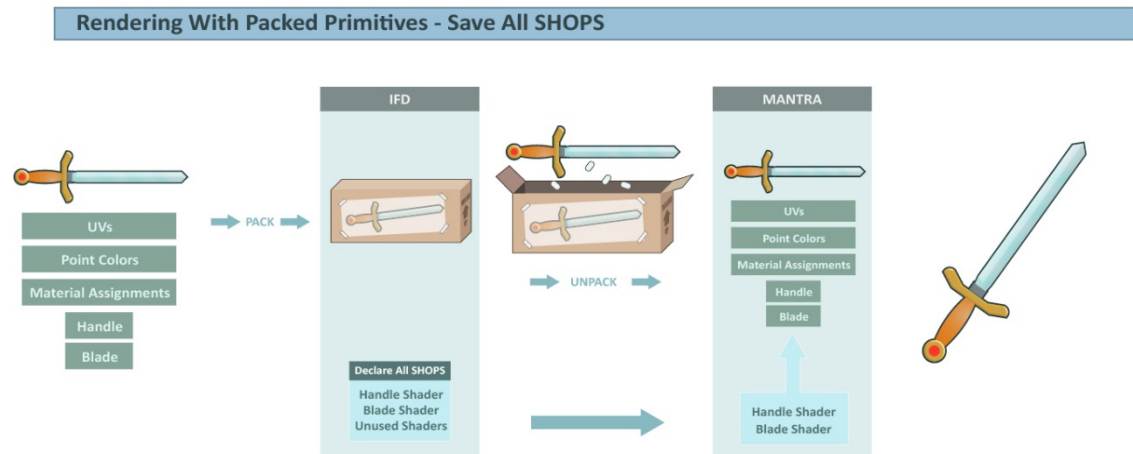 Rendering With Packed Primitives - Save All SHOPS
UVs
Point Colors
Material Assignments
Handle
Blade
PACK
IFD
Declare All SHOPS
Handle Shader
Blade Shader
Unused Shaders
UNPACK
MANTRA
UVs
Point Colors
Material Assignments
Handle
Blade
Handle Shader
Blade Shader